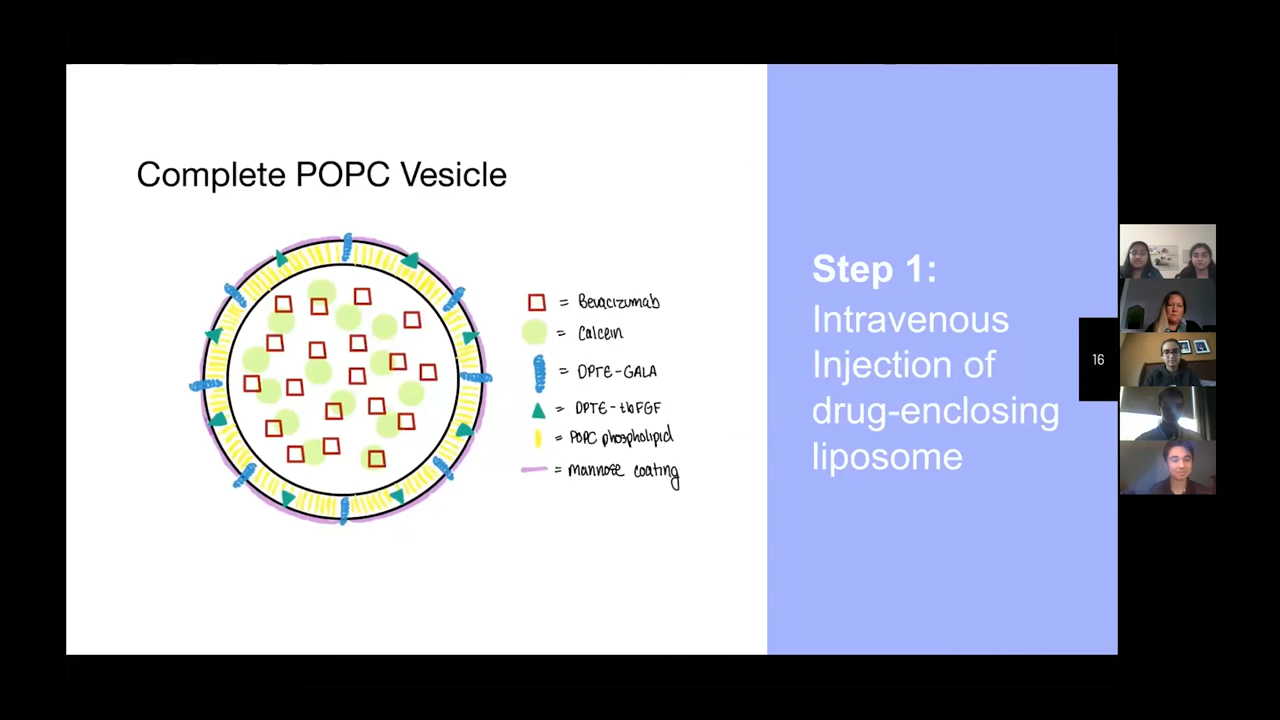 Complete POPC Vesicle
= Bevacizumab
= Calcein
= DPTE-GALA
= DPTE-tbFGF
= POPC phospholipid
= mannose coating
Step 1:
Intravenous
Injection of
drug-enclosing
liposome
16